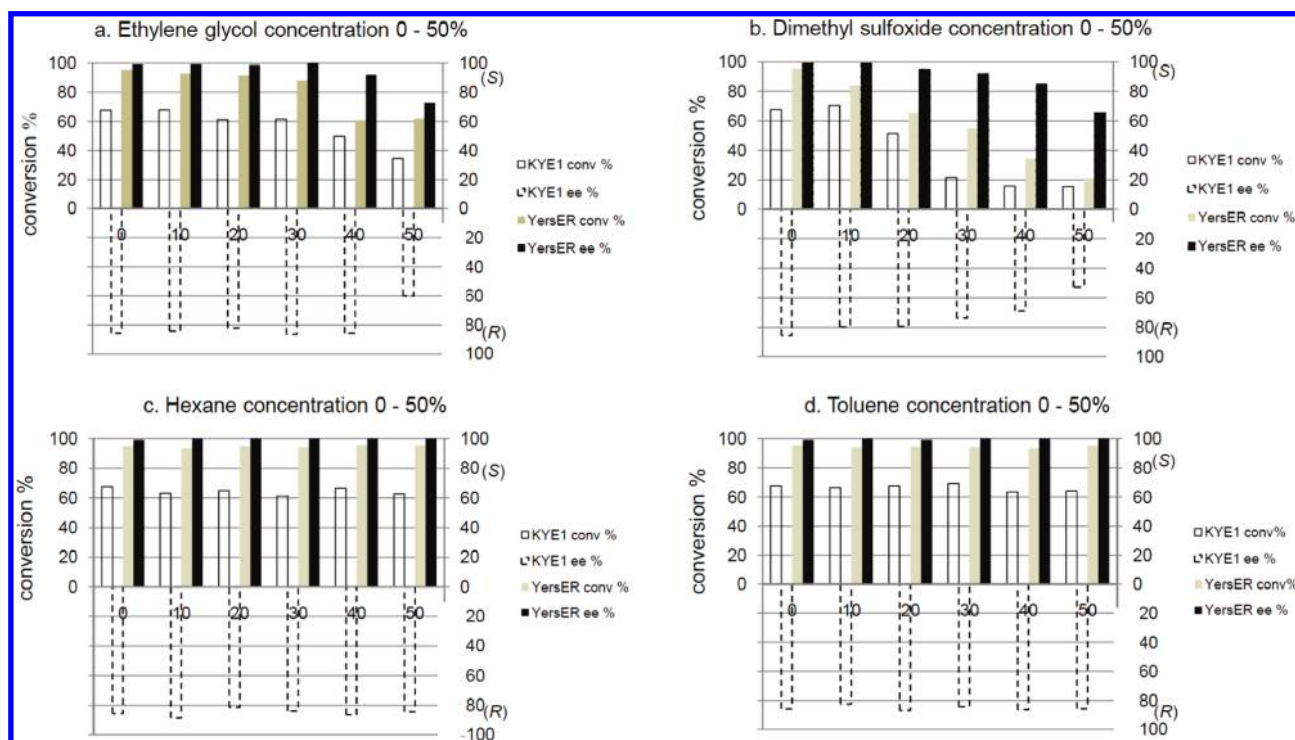 a. Ethylene glycol concentration 0 - 50%
conversion %
100
80
60
40
20
0
0
10
20
30
40
50
100
80
60
40
20
0
20
40
60
80
100
(S)
(R)
KYE1 conv %
KYE1 ee %
YersER conv %
YersER ee %
b. Dimethyl sulfoxide concentration 0 - 50%
conversion %
100
80
60
40
20
0
0
10
20
30
40
50
100
80
60
40
20
0
20
40
60
80
100
(S)
(R)
KYE1 conv %
KYE1 ee %
YersER conv %
YersER ee %
c. Hexane concentration 0 - 50%
conversion %
100
80
60
40
20
0
0
10
20
30
40
50
100
80
60
40
20
0
20
40
60
80
-100
(S)
(R)
KYE1 conv %
KYE1 ee %
YersER conv %
YersER ee %
d. Toluene concentration 0 - 50%
conversion %
100
80
60
40
20
0
0
10
20
30
40
50
100
80
60
40
20
0
20
40
60
80
100
(S)
(R)
KYE1 conv%
KYE1 ee %
YersER conv%
YersER ee %